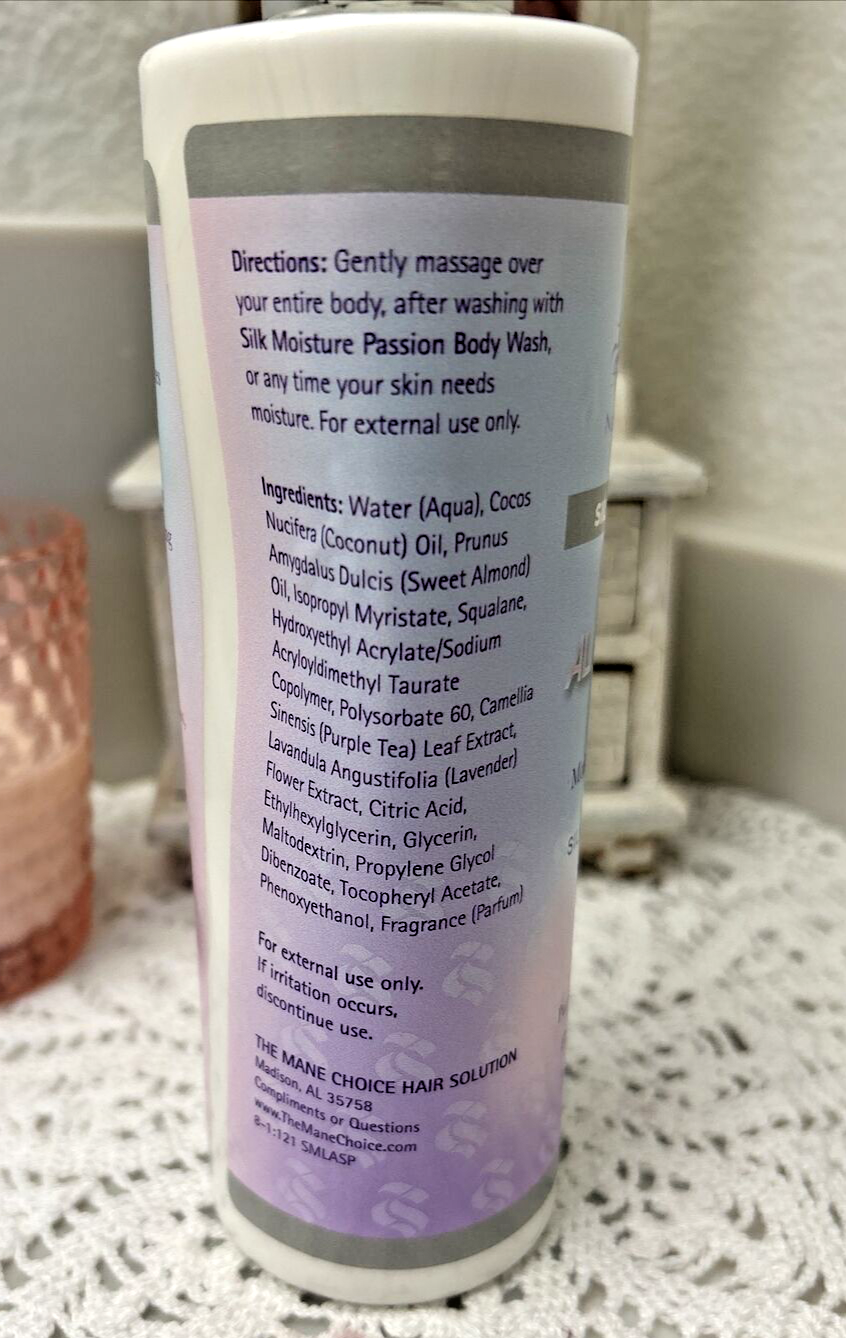 Directions: Gently massage over
your entire body, after washing with
Silk Moisture Passion Body Wash,
or any time your skin needs
moisture. For external use only.
Ingredients: Water (Aqua), Cocos
Nucifera (Coconut) Oil, Prunus
Amygdalus Dulcis (Sweet Almond)
Oil, Isopropyl Myristate, Squalane,
Hydroxyethyl Acrylate/Sodium
Acryloyldimethyl Taurate
Copolymer, Polysorbate 60, Camellia
Sinensis (Purple Tea) Leaf Extract,
Lavandula Angustifolia (Lavender)
Flower Extract, Citric Acid,
Ethylhexylglycerin, Glycerin,
Maltodextrin, Propylene Glycol
Dibenzoate, Tocopheryl Acetate,
Phenoxyethanol, Fragrance (Parfum)
For external use only.
If irritation occurs,
discontinue use.
THE MANE CHOICE HAIR SOLUTION
Madison, AL 35758
Compliments or Questions
www.TheManeChoice.com
8-1:121 SMLASP